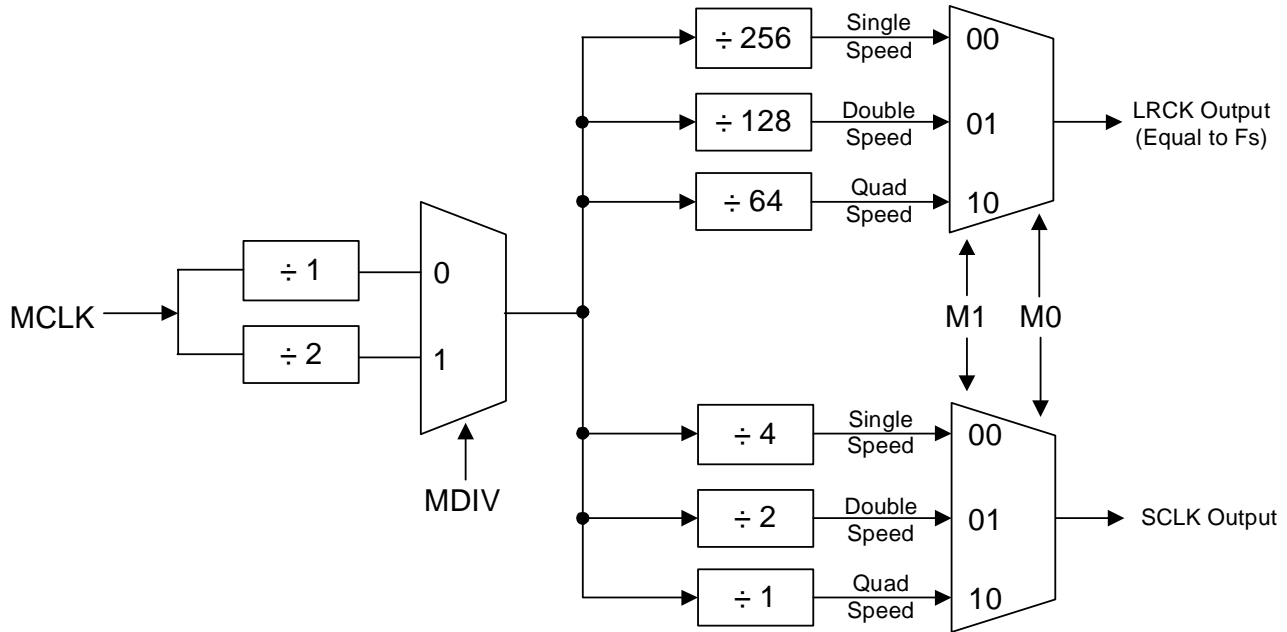 MCLK
÷ 1
÷ 2
0
1
MDIV
÷ 256
Single
Speed
00
÷ 128
Double
Speed
01
÷ 64
Quad
Speed
10
LRCK Output
(Equal to Fs)
M1
M0
÷ 4
Single
Speed
00
÷ 2
Double
Speed
01
÷ 1
Quad
Speed
10
SCLK Output